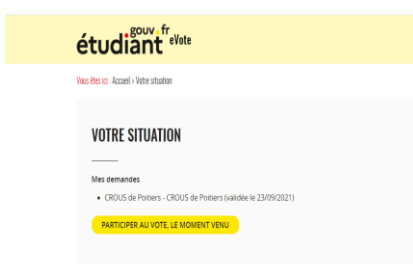 gouv.fr
étudiant eVote
Vous êtes ici : Accueil > Votre situation
VOTRE SITUATION
Mes demandes
• CROUS de Poitiers - CROUS de Poitiers (validée le 23/09/2021)
PARTICIPER AU VOTE, LE MOMENT VENU